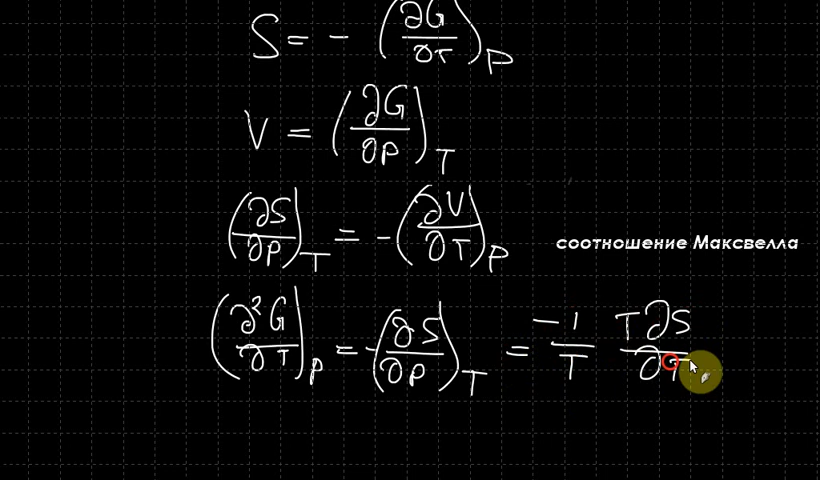 S = - (∂G/∂T)_P
V = (∂G/∂P)_T
(∂S/∂P)_T = -(∂V/∂T)_P
соотношение Максвелла
(∂²G/∂T)_P = -(∂S/∂P)_T = -1/T T∂S/∂T